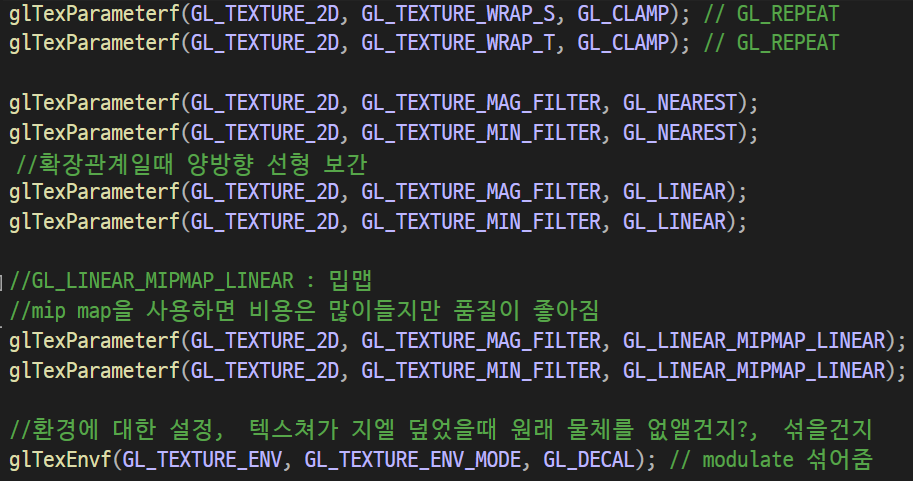 glTexParameterf(GL_TEXTURE_2D, GL_TEXTURE_WRAP_S, GL_CLAMP); // GL_REPEAT
glTexParameterf(GL_TEXTURE_2D, GL_TEXTURE_WRAP_T, GL_CLAMP); // GL_REPEAT
glTexParameterf(GL_TEXTURE_2D, GL_TEXTURE_MAG_FILTER, GL_NEAREST);
glTexParameterf(GL_TEXTURE_2D, GL_TEXTURE_MIN_FILTER, GL_NEAREST);
//확장관계일때 양방향 선형 보간
glTexParameterf(GL_TEXTURE_2D, GL_TEXTURE_MAG_FILTER, GL_LINEAR);
glTexParameterf(GL_TEXTURE_2D, GL_TEXTURE_MIN_FILTER, GL_LINEAR);
//GL_LINEAR_MIPMAP_LINEAR : 밉맵
//mip map을 사용하면 비용은 많이들지만 품질이 좋아짐
glTexParameterf(GL_TEXTURE_2D, GL_TEXTURE_MAG_FILTER, GL_LINEAR_MIPMAP_LINEAR);
glTexParameterf(GL_TEXTURE_2D, GL_TEXTURE_MIN_FILTER, GL_LINEAR_MIPMAP_LINEAR);
//환경에 대한 설정, 텍스쳐가 지엘 덮었을때 원래 물체를 없앨건지?, 섞을건지
glTexEnvf(GL_TEXTURE_ENV, GL_TEXTURE_ENV_MODE, GL_DECAL); // modulate 섞어줌